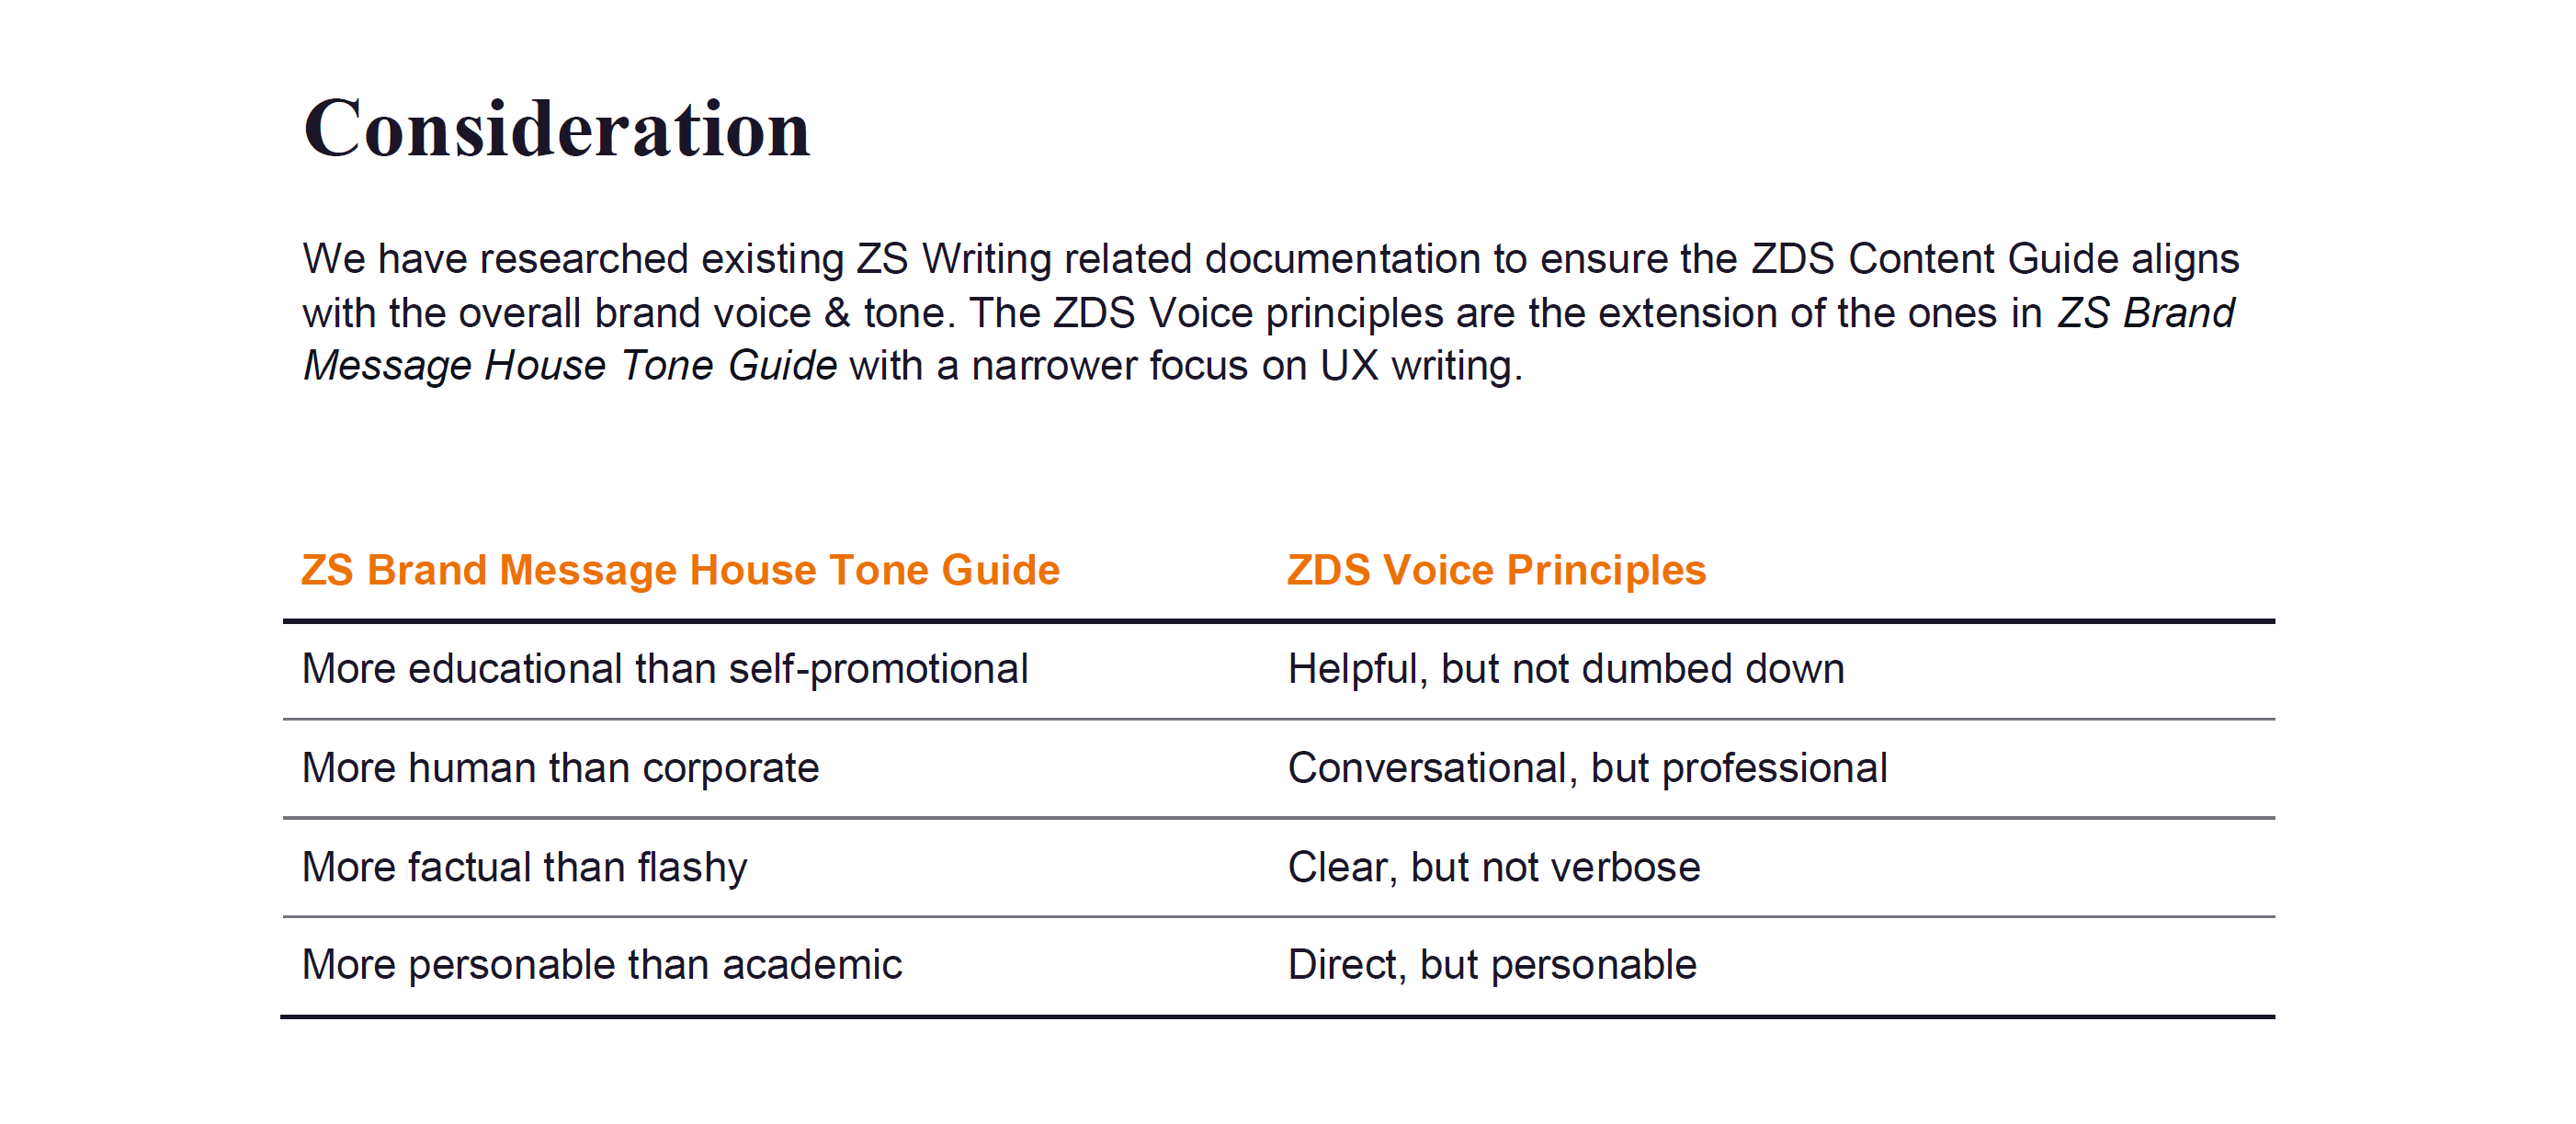 Consideration
We have researched existing ZS Writing related documentation to ensure the ZDS Content Guide aligns
with the overall brand voice & tone. The ZDS Voice principles are the extension of the ones in ZS Brand
Message House Tone Guide with a narrower focus on UX writing.
ZS Brand Message House Tone Guide ZDS Voice Principles
More educational than self-promotional Helpful, but not dumbed down
More human than corporate Conversational, but professional
More factual than flashy Clear, but not verbose
More personable than academic Direct, but personable